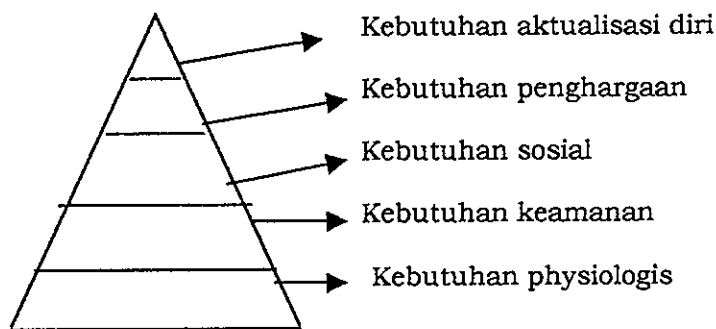 Kebutuhan aktualisasi diri
Kebutuhan penghargaan
Kebutuhan sosial
Kebutuhan keamanan
Kebutuhan physiologis